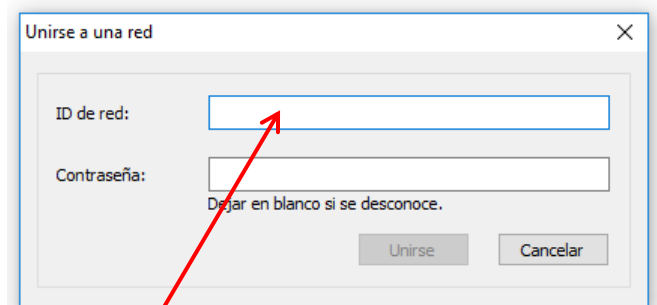 Unirse a una red
ID de red:
Contraseña:
Dejar en blanco si se desconoce.
Unirse Cancelar